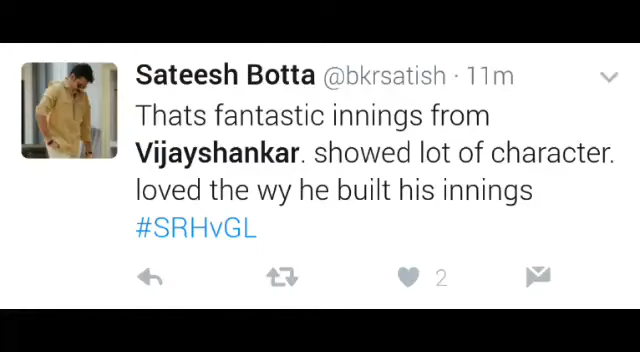 Sateesh Botta @bkrsatish · 11m
Thats fantastic innings from
Vijayshankar. showed lot of character.
loved the wy he built his innings
#SRHvGL
2